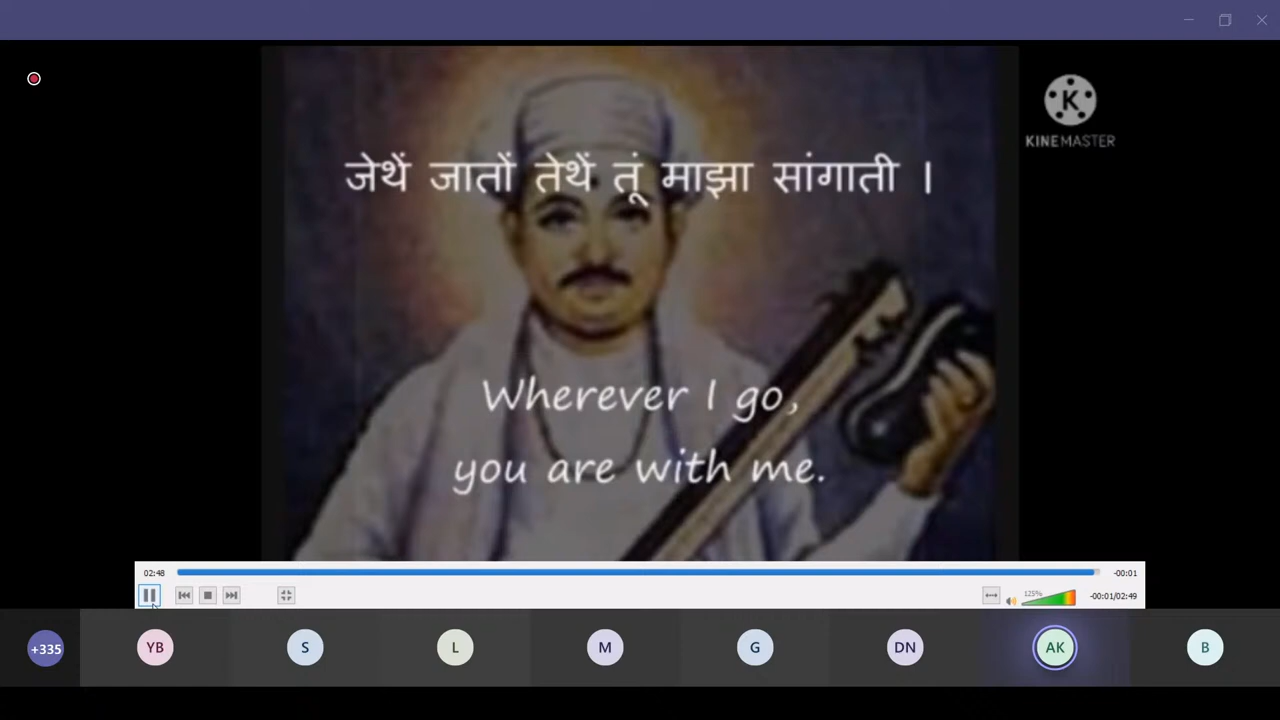 K
KINEMASTER
जेथें जातों तेथें तूं माझा सांगाती ।
Wherever I go,
you are with me.
02:48
-00:01
125%
-00:01/02:49
+335
YB
S
L
M
G
DN
AK
B